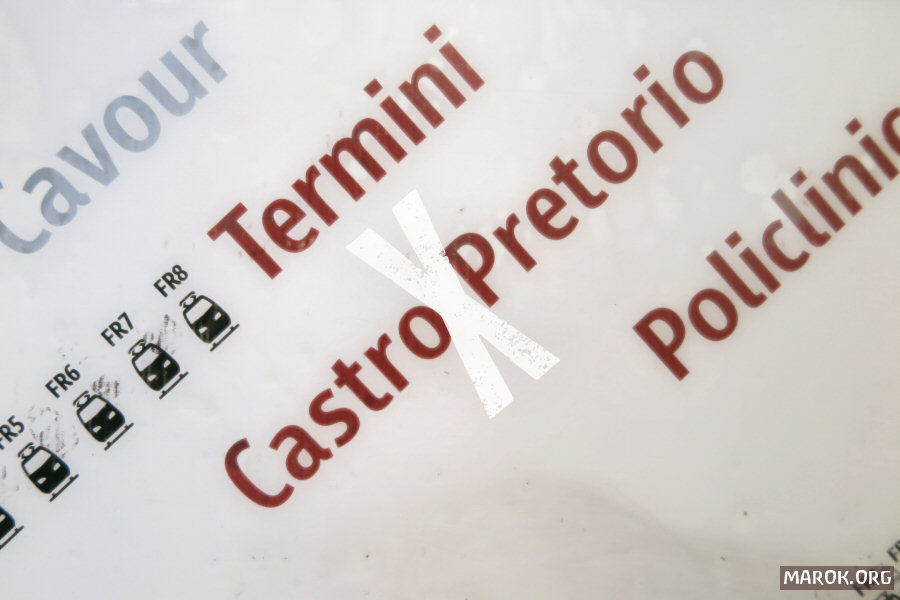 Cavour
Termini
Castro Pretorio
Policlinic
FR5
FR6
FR7
FR8
MAROK.ORG